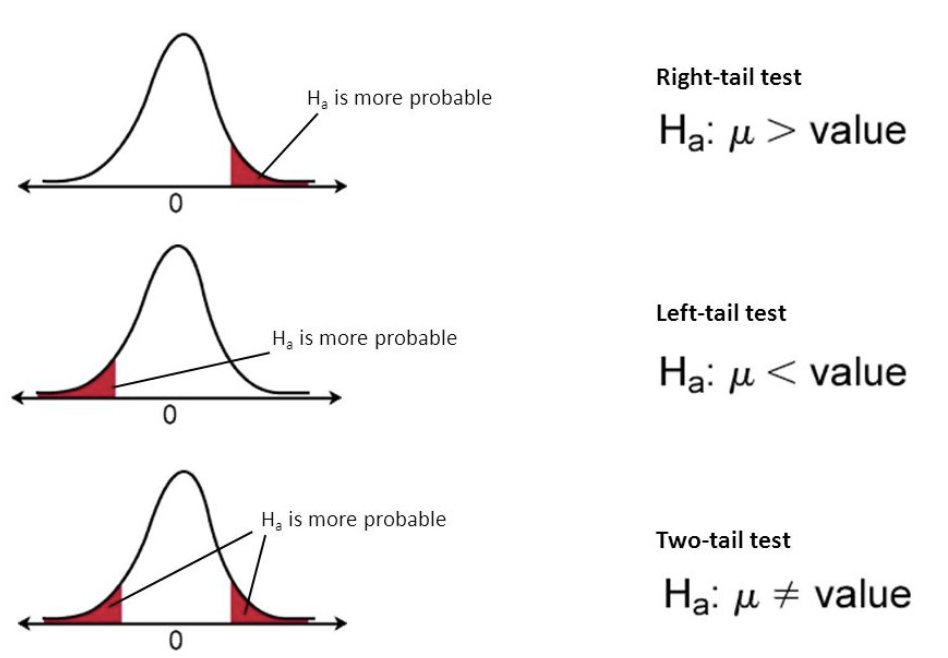 Right-tail test
Hₐ is more probable
Hₐ: μ > value
0
Left-tail test
Hₐ is more probable
Hₐ: μ < value
0
Hₐ is more probable
Two-tail test
Hₐ: μ ≠ value
0